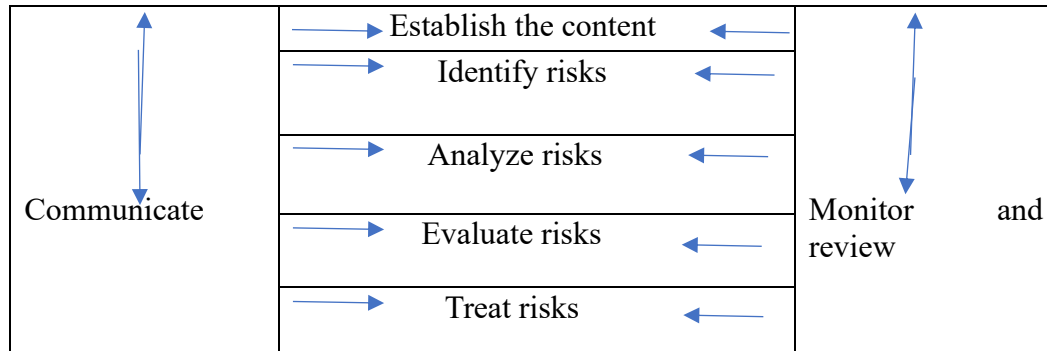 Establish the content
Identify risks
Analyze risks
Communicate
Monitor and
review
Evaluate risks
Treat risks